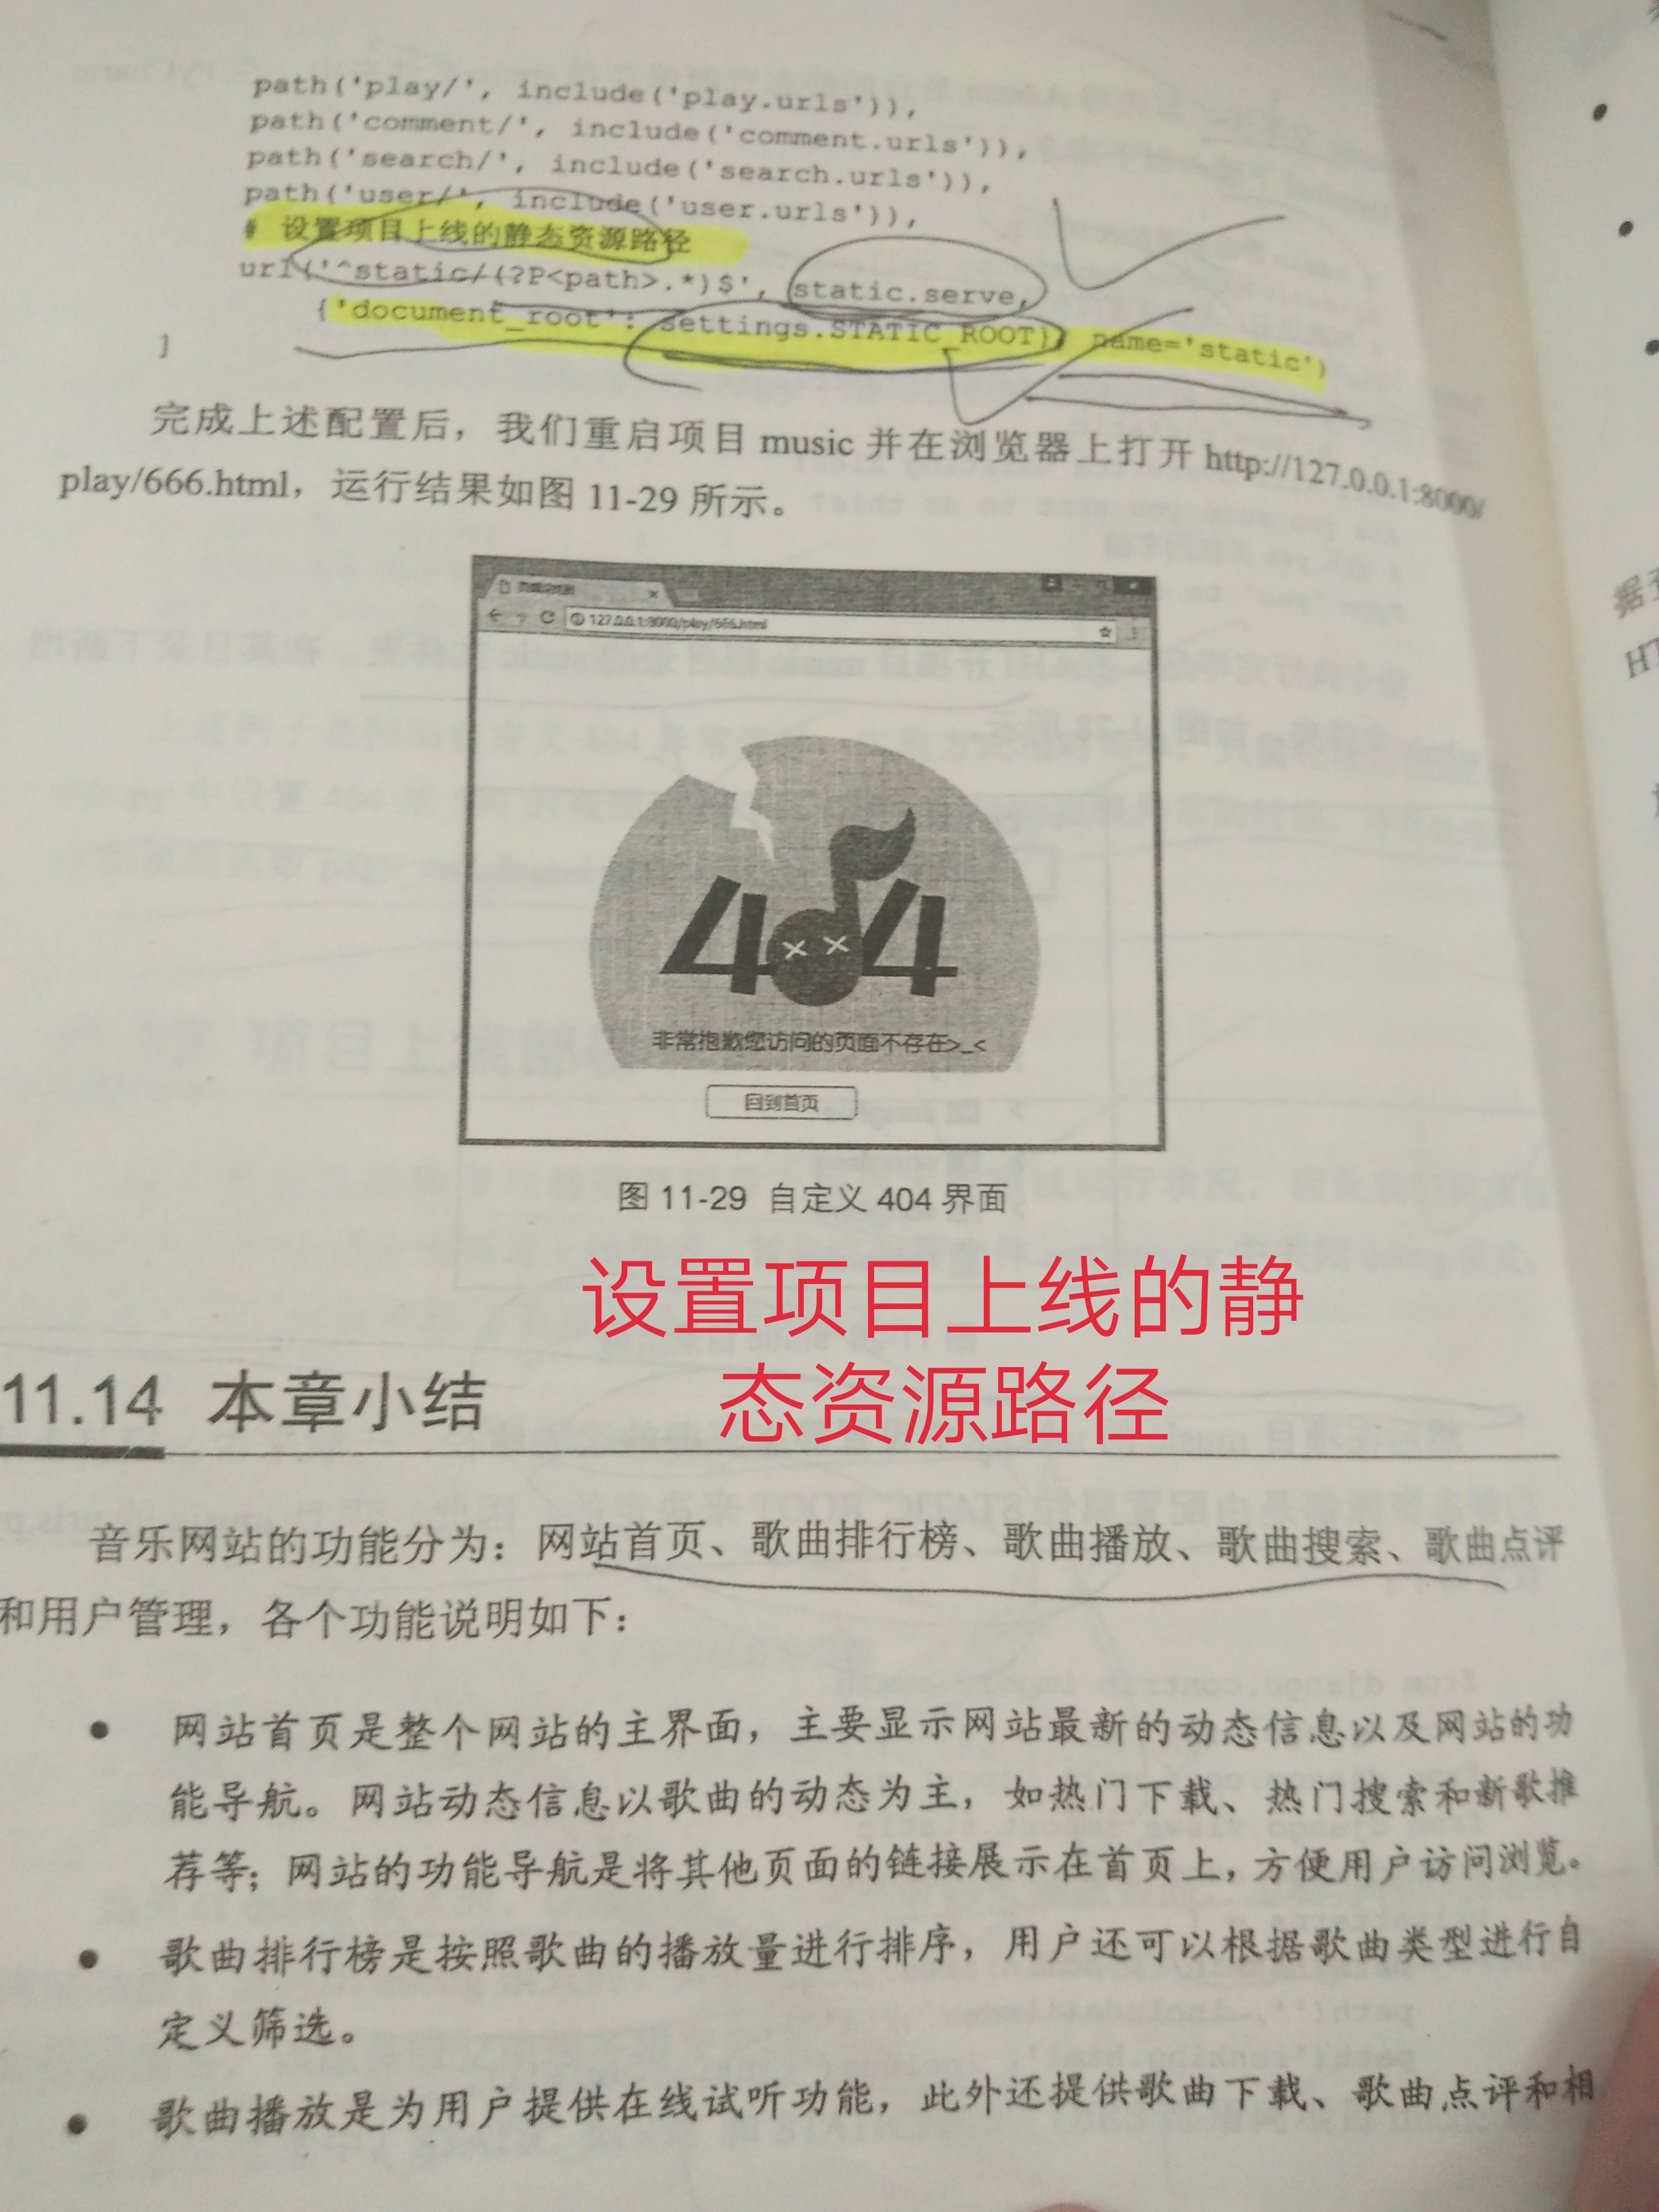 path('play/', include('play.urls')),
path('comment/', include('comment.urls')),
path('search/', include('search.urls')),
path('user/', include('user.urls')),
# 设置项目上线的静态资源路径
url('^static/(?P<path>.*)$', static.serve,
{'document_root': settings.STATIC_ROOT}, name='static')
]
完成上述配置后，我们重启项目 music 并在浏览器上打开 http://127.0.0.1:8000/
play/666.html，运行结果如图 11-29 所示。
127.0.0.1:8000/play/666.html
404
非常抱歉您访问的页面不存在>_<
回到首页
图 11-29 自定义 404 界面
设置项目上线的静
态资源路径
11.14 本章小结
音乐网站的功能分为：网站首页、歌曲排行榜、歌曲播放、歌曲搜索、歌曲点评
和用户管理，各个功能说明如下：
● 网站首页是整个网站的主界面，主要显示网站最新的动态信息以及网站的功
能导航。网站动态信息以歌曲的动态为主，如热门下载、热门搜索和新歌推
荐等；网站的功能导航是将其他页面的链接展示在首页上，方便用户访问浏览。
● 歌曲排行榜是按照歌曲的播放量进行排序，用户还可以根据歌曲类型进行自
定义筛选。
● 歌曲播放是为用户提供在线试听功能，此外还提供歌曲下载、歌曲点评和相